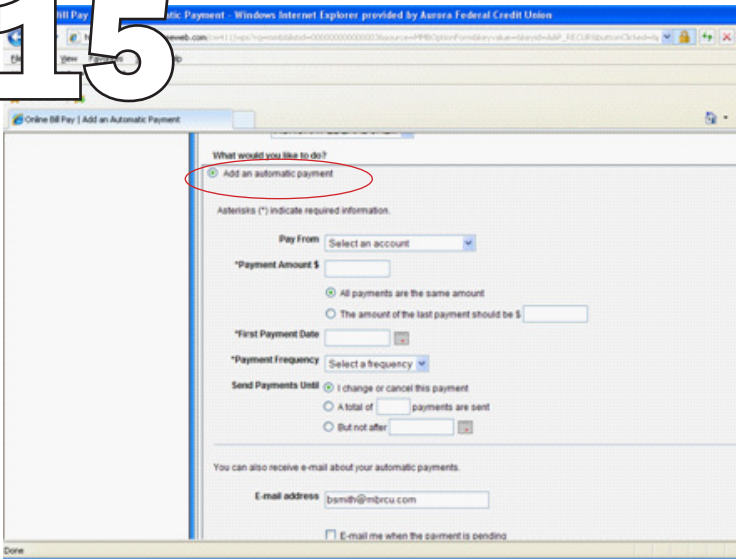 15
Bill Pay Automatic Payment - Windows Internet Explorer provided by Aurora Federal Credit Union
Online Bill Pay | Add an Automatic Payment
What would you like to do?
Add an automatic payment
Asterisks (*) indicate required information.
Pay From Select an account
*Payment Amount $
All payments are the same amount
The amount of the last payment should be $
*First Payment Date
*Payment Frequency Select a frequency
Send Payments Until I change or cancel this payment
A total of payments are sent
But not after
You can also receive e-mail about your automatic payments.
E-mail address bsmith@mbrcu.com
E-mail me when the payment is pending
Done